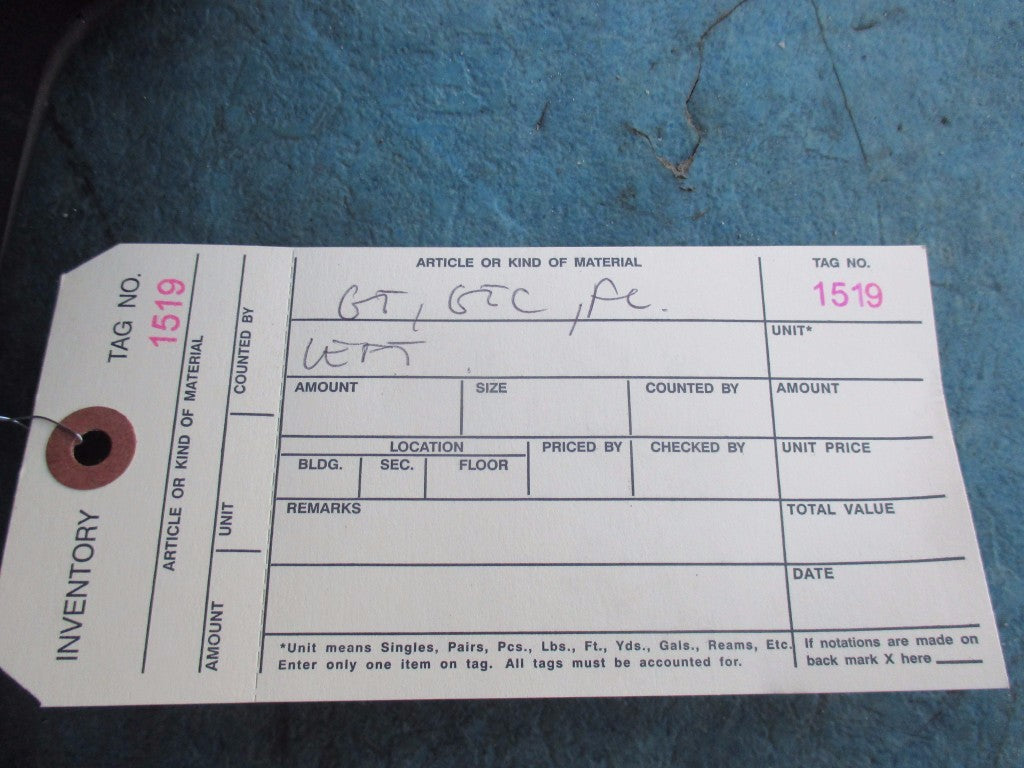 INVENTORY
TAG NO.
1519
ARTICLE OR KIND OF MATERIAL
AMOUNT
UNIT
COUNTED BY
ARTICLE OR KIND OF MATERIAL
GT, GTC,
LEFT
AMOUNT SIZE COUNTED BY
LOCATION PRICED BY CHECKED BY
BLDG. SEC. FLOOR
REMARKS
TAG NO.
1519
UNIT*
AMOUNT
UNIT PRICE
TOTAL VALUE
DATE
*Unit means Singles, Pairs, Pcs., Lbs., Ft., Yds., Gals., Reams, Etc.
Enter only one item on tag. All tags must be accounted for.
If notations are made on
back mark X here